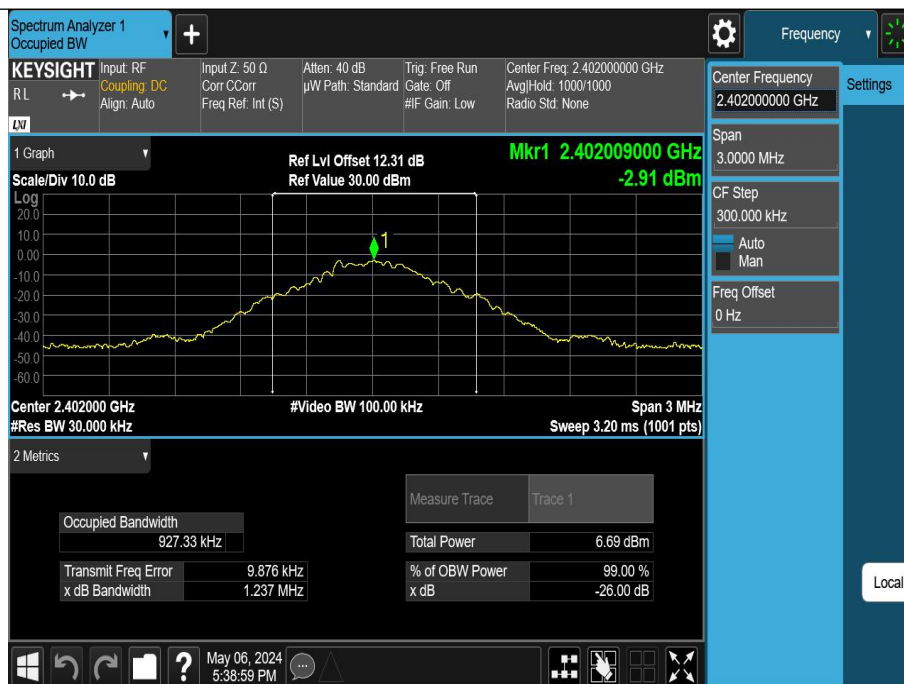 Spectrum Analyzer 1
Occupied BW
Frequency
KEYSIGHT
RL
LXI
Input: RF
Coupling: DC
Align: Auto
Input Z: 50 Ω
Corr CCorr
Freq Ref: Int (S)
Atten: 40 dB
µW Path: Standard
Trig: Free Run
Gate: Off
#IF Gain: Low
Center Freq: 2.402000000 GHz
Avg|Hold: 1000/1000
Radio Std: None
Center Frequency
2.402000000 GHz
Settings
Span
3.0000 MHz
CF Step
300.000 kHz
Auto
Man
Freq Offset
0 Hz
Local
1 Graph
Scale/Div 10.0 dB
Ref Lvl Offset 12.31 dB
Ref Value 30.00 dBm
Mkr1 2.402009000 GHz
-2.91 dBm
Log
20.0
10.0
0.00
-10.0
-20.0
-30.0
-40.0
-50.0
-60.0
1
Center 2.402000 GHz
#Video BW 100.00 kHz
Span 3 MHz
#Res BW 30.000 kHz
Sweep 3.20 ms (1001 pts)
2 Metrics
Measure Trace Trace 1
Occupied Bandwidth
927.33 kHz
Total Power 6.69 dBm
Transmit Freq Error 9.876 kHz
% of OBW Power 99.00 %
x dB Bandwidth 1.237 MHz
x dB -26.00 dB
?
May 06, 2024
5:38:59 PM